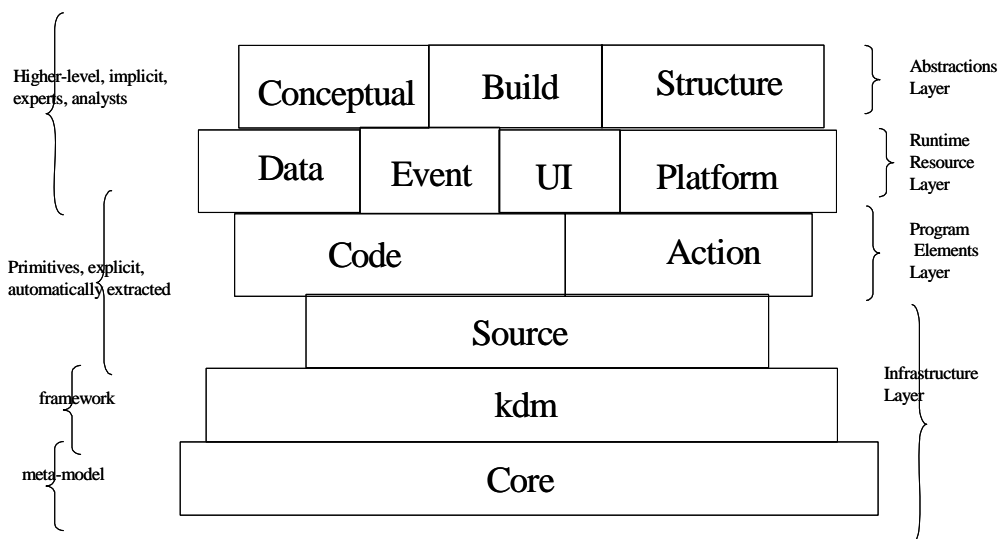 Higher-level, implicit,
experts, analysts
Conceptual
Build
Structure
Abstractions
Layer
Data
Event
UI
Platform
Runtime
Resource
Layer
Primitives, explicit,
automatically extracted
Code
Action
Program
Elements
Layer
Source
framework
kdm
Infrastructure
Layer
meta-model
Core